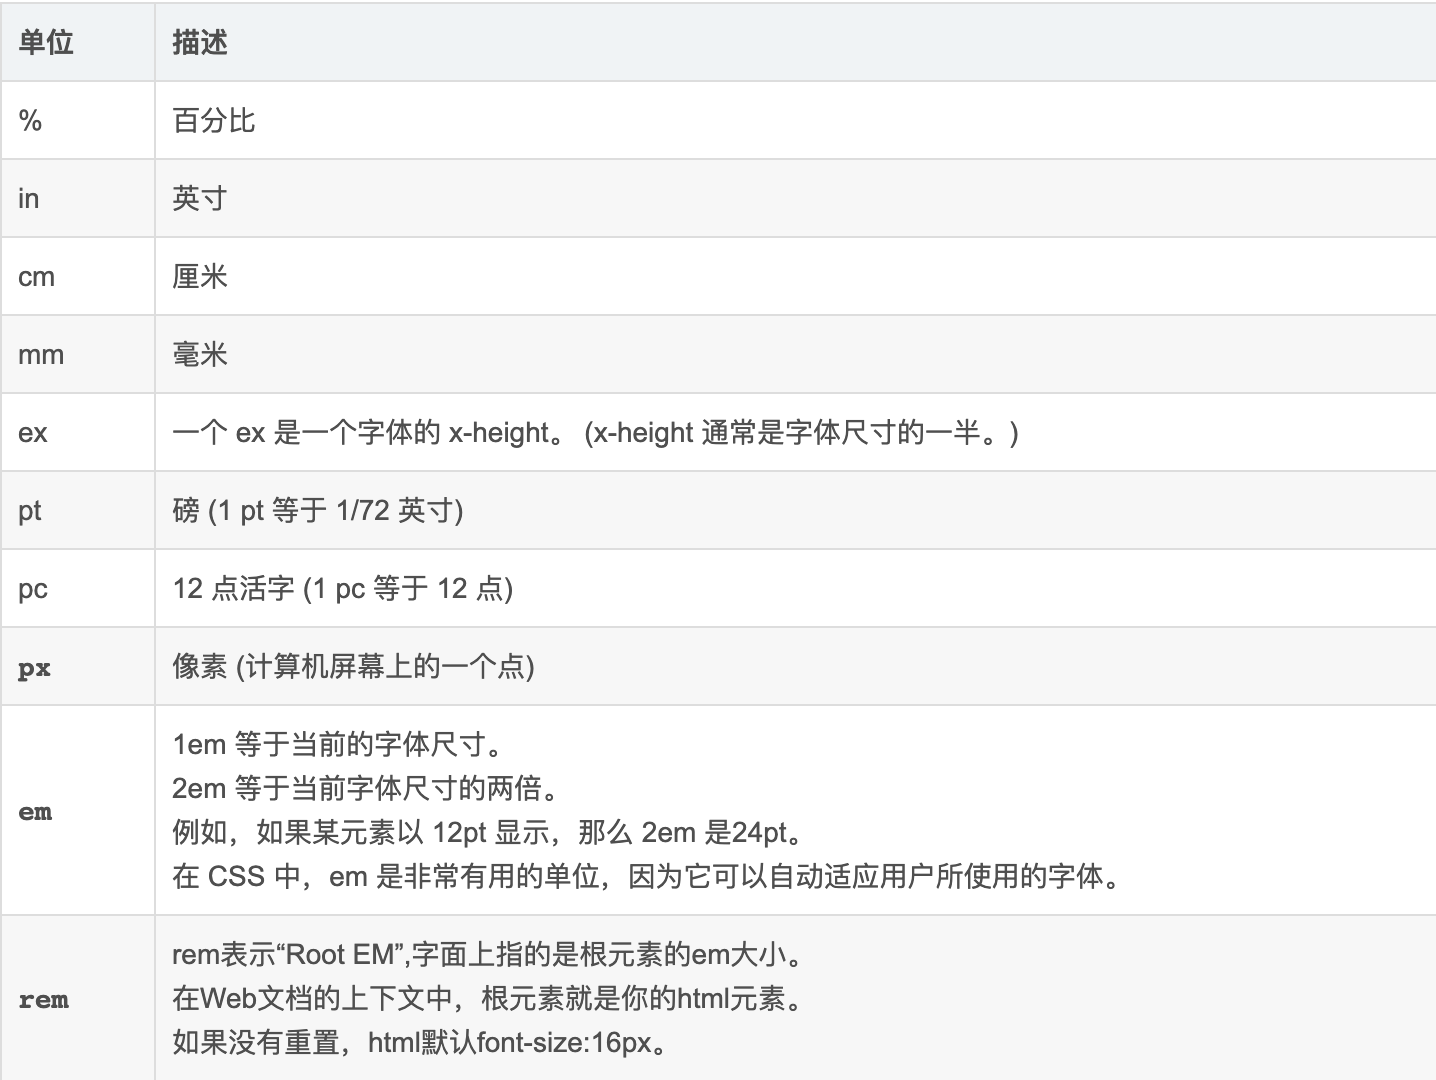 单位 描述
% 百分比
in 英寸
cm 厘米
mm 毫米
ex 一个 ex 是一个字体的 x-height。 (x-height 通常是字体尺寸的一半。)
pt 磅 (1 pt 等于 1/72 英寸)
pc 12 点活字 (1 pc 等于 12 点)
px 像素 (计算机屏幕上的一个点)
em
1em 等于当前的字体尺寸。
2em 等于当前字体尺寸的两倍。
例如，如果某元素以 12pt 显示，那么 2em 是24pt。
在 CSS 中，em 是非常有用的单位，因为它可以自动适应用户所使用的字体。
rem
rem表示“Root EM”,字面上指的是根元素的em大小。
在Web文档的上下文中，根元素就是你的html元素。
如果没有重置，html默认font-size:16px。